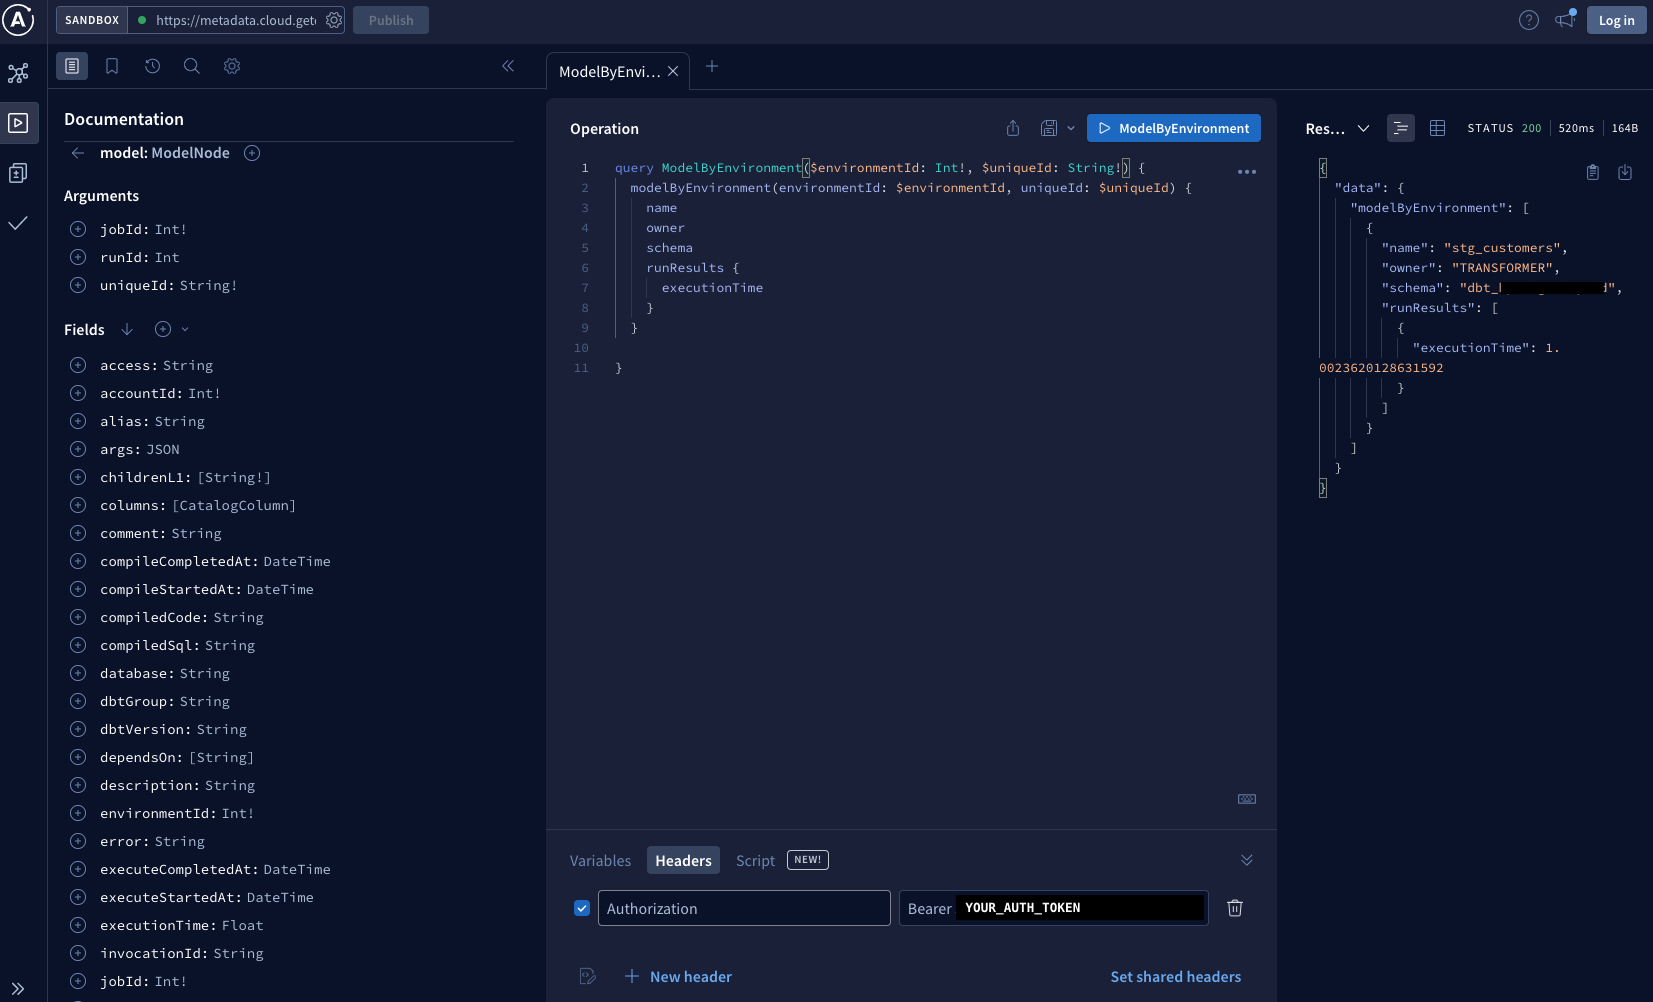 SANDBOX
https://metadata.cloud.get
Publish
Log in
ModelByEnvi...
Documentation
model: ModelNode
Arguments
jobId: Int!
runId: Int
uniqueId: String!
Fields
access: String
accountId: Int!
alias: String
args: JSON
childrenL1: [String!]
columns: [CatalogColumn]
comment: String
compileCompletedAt: DateTime
compileStartedAt: DateTime
compiledCode: String
compiledSql: String
database: String
dbtGroup: String
dbtVersion: String
dependsOn: [String]
description: String
environmentId: Int!
error: String
executeCompletedAt: DateTime
executeStartedAt: DateTime
executionTime: Float
invocationId: String
jobId: Int!
Operation
ModelByEnvironment
1 query ModelByEnvironment($environmentId: Int!, $uniqueId: String!) {
2 modelByEnvironment(environmentId: $environmentId, uniqueId: $uniqueId) {
3 name
4 owner
5 schema
6 runResults {
7 executionTime
8 }
9 }
10
11 }
Variables Headers Script NEW!
Authorization
Bearer YOUR_AUTH_TOKEN
New header
Set shared headers
Res... STATUS 200 520ms 164B
{
"data": {
"modelByEnvironment": [
{
"name": "stg_customers",
"owner": "TRANSFORMER",
"schema": "dbt_ d",
"runResults": [
{
"executionTime": 1.
0023620128631592
}
]
}
]
}
}